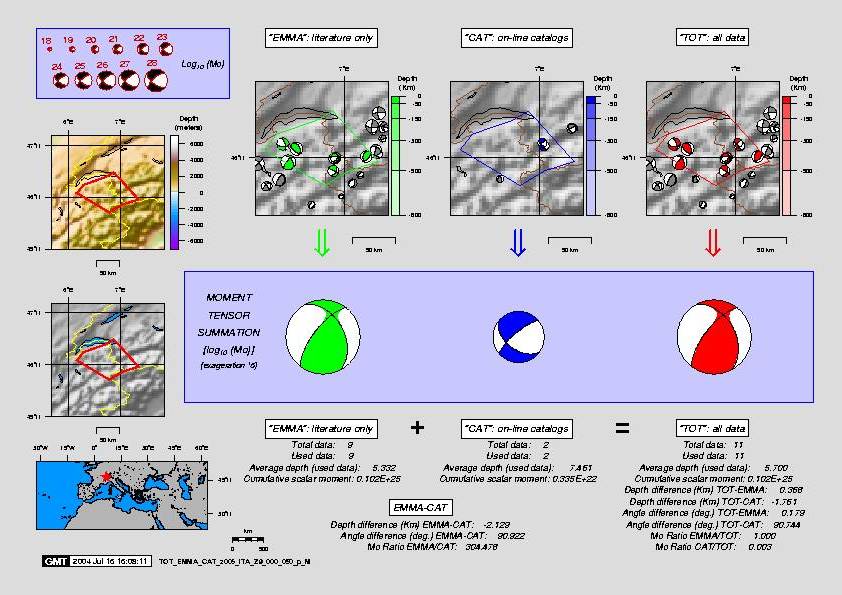 18 19 20 21 22 23
24 25 26 27 28
Log10 (Mo)
"EMMA": literature only
"CAT": on-line catalogs
"TOT": all data
7°E
Depth
(Km)
0
-50
-150
-300
-500
-800
46°N
50 km
7°E
Depth
(Km)
0
-50
-150
-300
-500
-800
46°N
50 km
7°E
Depth
(Km)
0
-50
-150
-300
-500
-800
46°N
50 km
6°E 7°E
Depth
(meters)
47°N
46°N
45°N
6000
4000
2000
0
-2000
-4000
-6000
50 km
6°E 7°E
47°N
46°N
45°N
50 km
MOMENT
TENSOR
SUMMATION
[log10 (Mo)]
(exageration *6)
"EMMA": literature only
+
"CAT": on-line catalogs
=
"TOT": all data
Total data: 9
Used data: 9
Average depth (used data): 5.332
Cumulative scalar moment: 0.102E+25
Total data: 2
Used data: 2
Average depth (used data): 7.461
Cumulative scalar moment: 0.335E+22
Total data: 11
Used data: 11
Average depth (used data): 5.700
Cumulative scalar moment: 0.102E+25
Depth difference (Km) TOT-EMMA: 0.368
Depth difference (Km) TOT-CAT: -1.761
Angle difference (deg.) TOT-EMMA: 0.179
Angle difference (deg.) TOT-CAT: 90.744
Mo Ratio EMMA/TOT: 1.000
Mo Ratio CAT/TOT: 0.003
EMMA-CAT
Depth difference (Km) EMMA-CAT: -2.129
Angle difference (deg.) EMMA-CAT: 90.922
Mo Ratio EMMA/CAT: 304.478
30°W 15°W 0° 15°E 30°E 45°E 60°E
45°N
30°N
km
0 500
GMT 2004 Jul 16 16:09:11